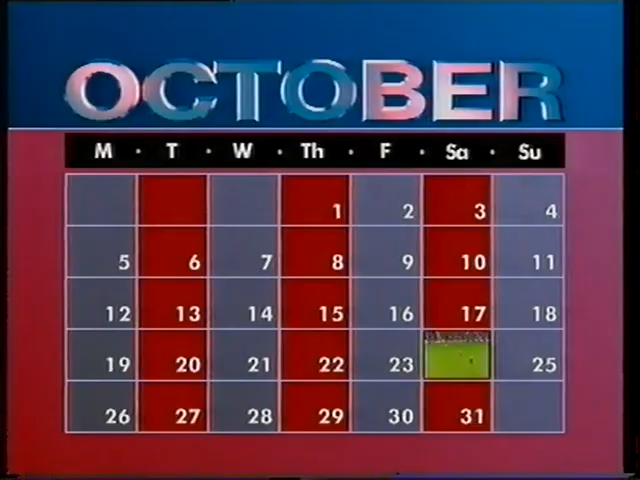 OCTOBER
M · T · W · Th · F · Sa · Su
1 2 3 4
5 6 7 8 9 10 11
12 13 14 15 16 17 18
19 20 21 22 23 25
26 27 28 29 30 31